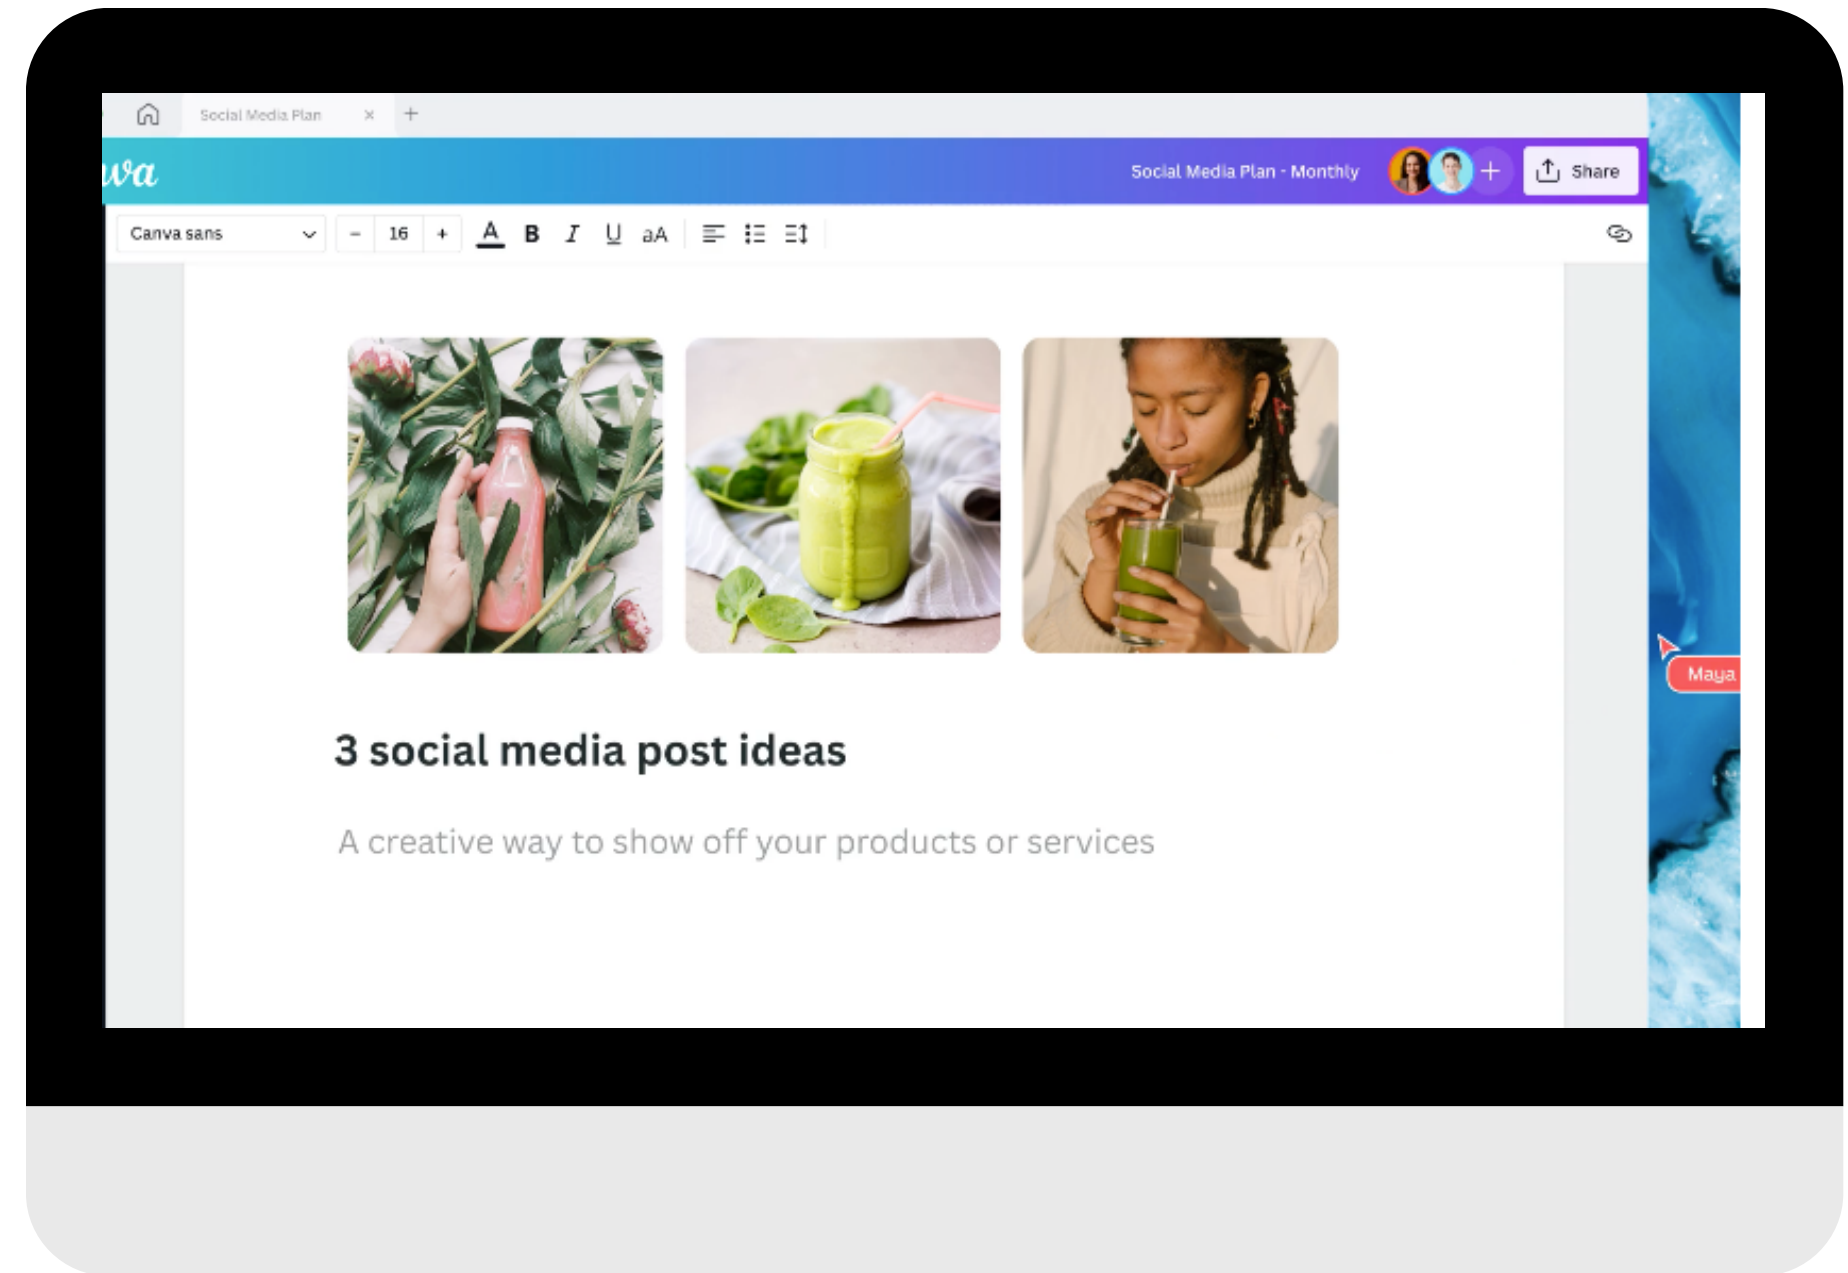 Social Media Plan
va
Social Media Plan - Monthly
Share
Canva sans
16
A B I U aA
3 social media post ideas
A creative way to show off your products or services
Maya